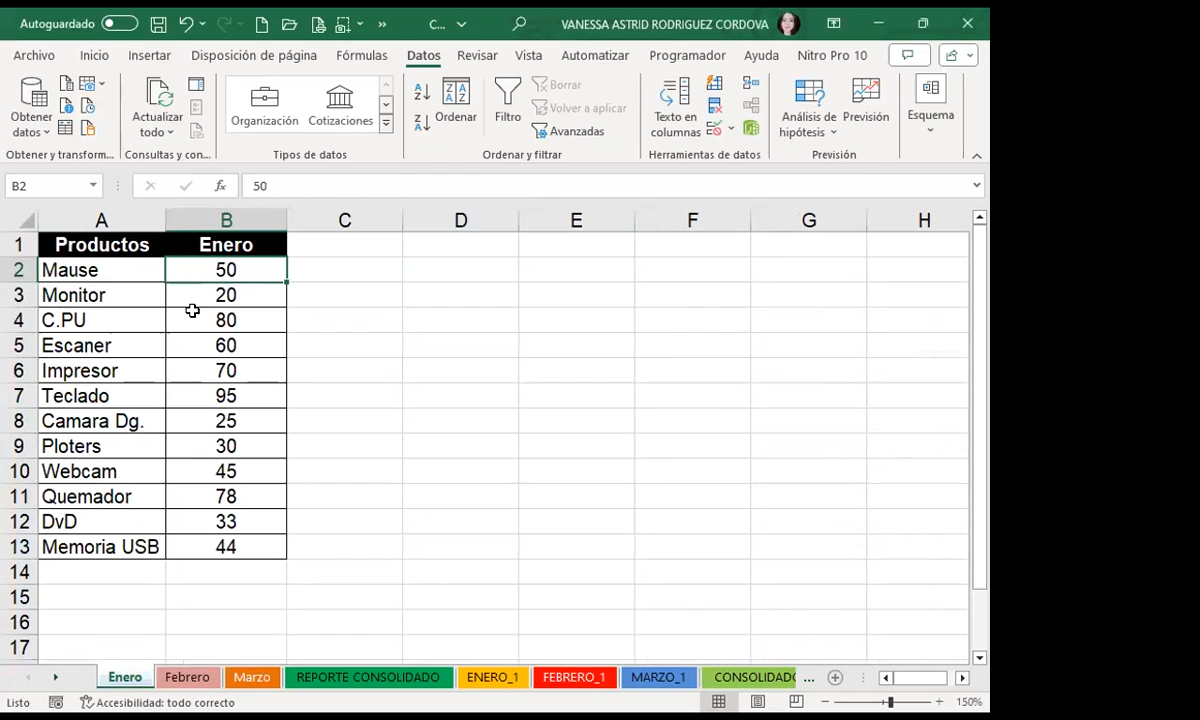 Autoguardado
C...
VANESSA ASTRID RODRIGUEZ CORDOVA
Archivo Inicio Insertar Disposición de página Fórmulas Datos Revisar Vista Automatizar Programador Ayuda Nitro Pro 10
Obtener datos
Actualizar todo
Organización
Cotizaciones
Ordenar
Filtro
Borrar
Volver a aplicar
Avanzadas
Texto en columnas
Análisis de hipótesis
Previsión
Esquema
Obtener y transform...
Consultas y con...
Tipos de datos
Ordenar y filtrar
Herramientas de datos
Previsión
B2 fx 50
A B C D E F G H
1 Productos Enero
2 Mause 50
3 Monitor 20
4 C.PU 80
5 Escaner 60
6 Impresor 70
7 Teclado 95
8 Camara Dg. 25
9 Ploters 30
10 Webcam 45
11 Quemador 78
12 DvD 33
13 Memoria USB 44
14
15
16
17
Enero Febrero Marzo REPORTE CONSOLIDADO ENERO_1 FEBRERO_1 MARZO_1 CONSOLIDADO ...
Listo Accesibilidad: todo correcto 150%